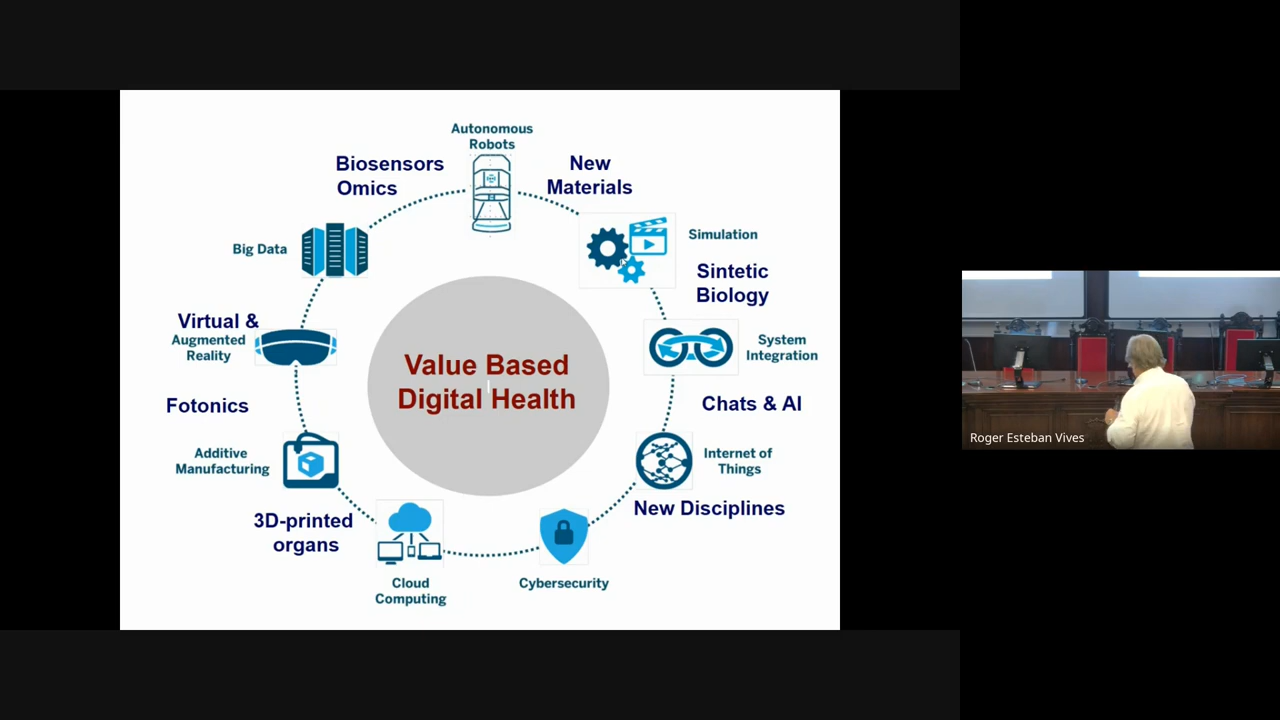 Autonomous
Robots
Biosensors
Omics
New
Materials
Big Data
Simulation
Sintetic
Biology
Virtual &
Augmented
Reality
System
Integration
Value Based
Digital Health
Fotonics
Chats & AI
Additive
Manufacturing
Internet of
Things
New Disciplines
3D-printed
organs
Cloud
Computing
Cybersecurity
Roger Esteban Vives